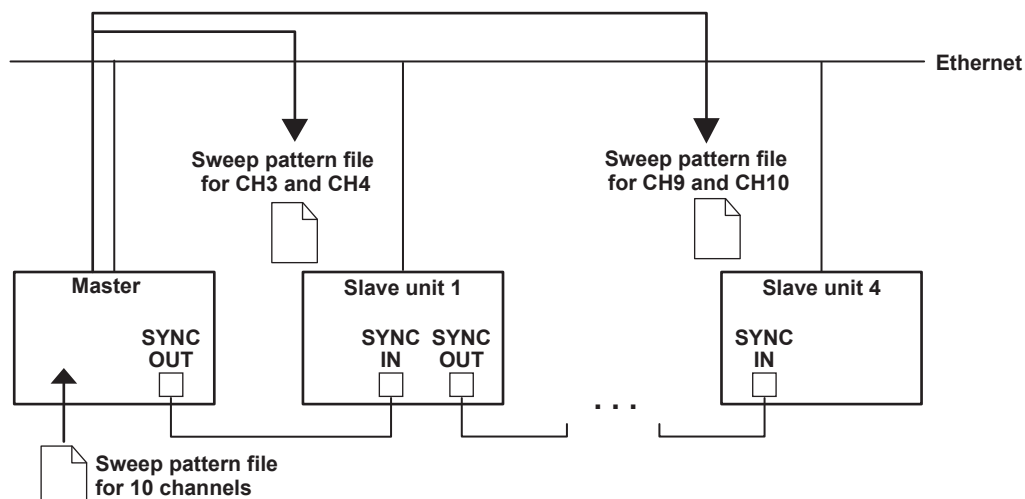 Ethernet
Sweep pattern file
for CH3 and CH4
Sweep pattern file
for CH9 and CH10
Master
SYNC
OUT
Slave unit 1
SYNC
IN
SYNC
OUT
Slave unit 4
SYNC
IN
. . .
Sweep pattern file
for 10 channels